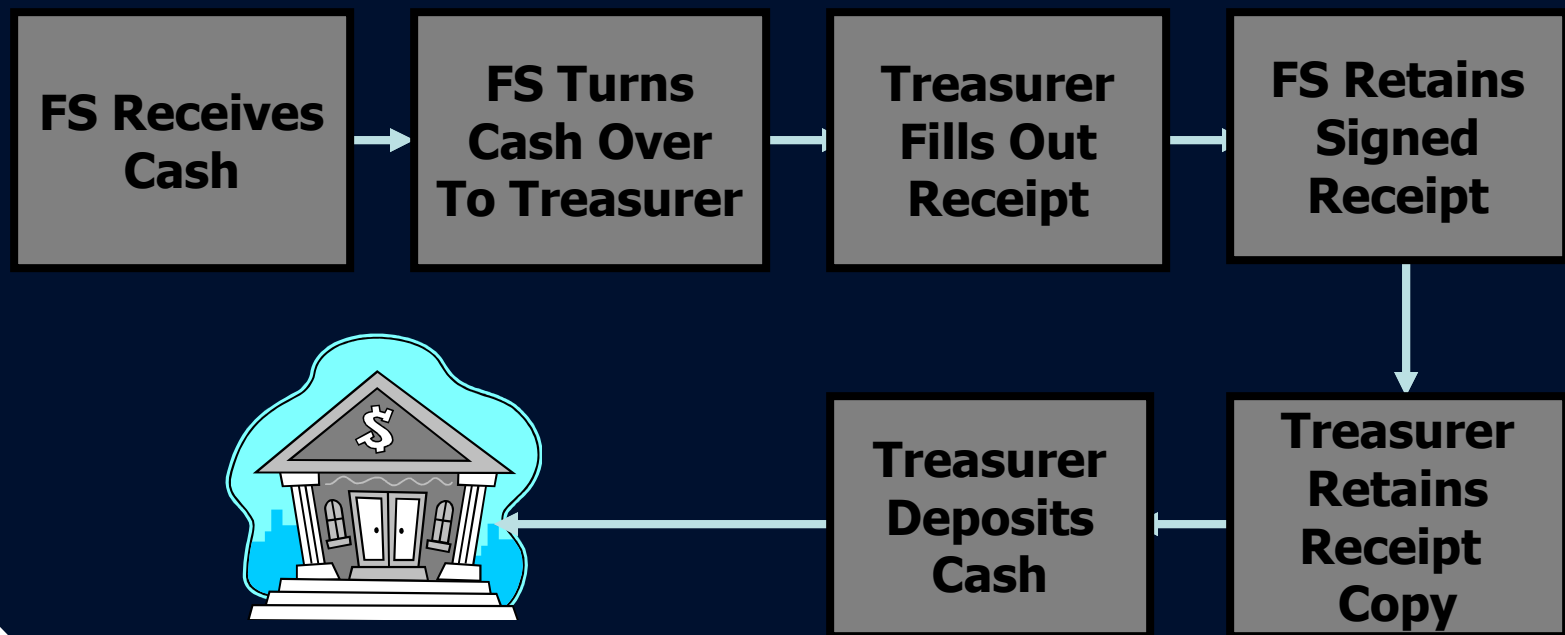 FS Receives
Cash
FS Turns
Cash Over
To Treasurer
Treasurer
Fills Out
Receipt
FS Retains
Signed
Receipt
Treasurer
Retains
Receipt
Copy
Treasurer
Deposits
Cash
$